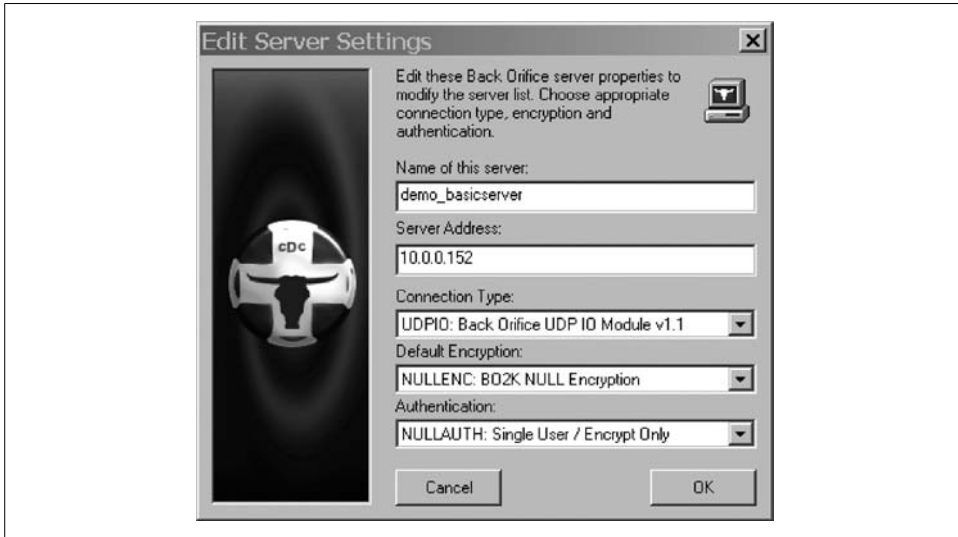 Edit Server Settings
Edit these Back Orifice server properties to
modify the server list. Choose appropriate
connection type, encryption and
authentication.
Name of this server:
demo_basicserver
Server Address:
10.0.0.152
Connection Type:
UDPIO: Back Orifice UDP IO Module v1.1
Default Encryption:
NULLENC: BO2K NULL Encryption
Authentication:
NULLAUTH: Single User / Encrypt Only
cDc
Cancel
OK